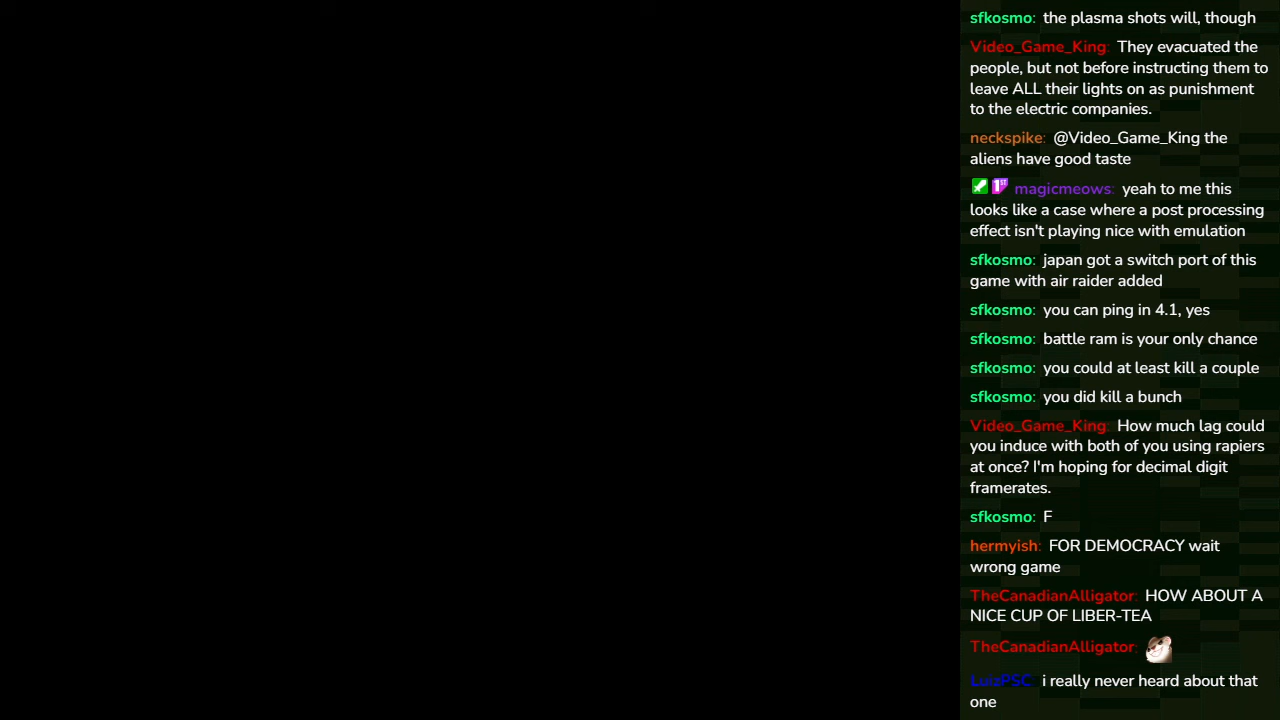 sfkosmo: the plasma shots will, though
Video_Game_King: They evacuated the
people, but not before instructing them to
leave ALL their lights on as punishment
to the electric companies.
neckspike: @Video_Game_King the
aliens have good taste
1ST magicmeows: yeah to me this
looks like a case where a post processing
effect isn't playing nice with emulation
sfkosmo: japan got a switch port of this
game with air raider added
sfkosmo: you can ping in 4.1, yes
sfkosmo: battle ram is your only chance
sfkosmo: you could at least kill a couple
sfkosmo: you did kill a bunch
Video_Game_King: How much lag could
you induce with both of you using rapiers
at once? I'm hoping for decimal digit
framerates.
sfkosmo: F
hermyish: FOR DEMOCRACY wait
wrong game
TheCanadianAlligator: HOW ABOUT A
NICE CUP OF LIBER-TEA
TheCanadianAlligator:
LuizPSC: i really never heard about that
one